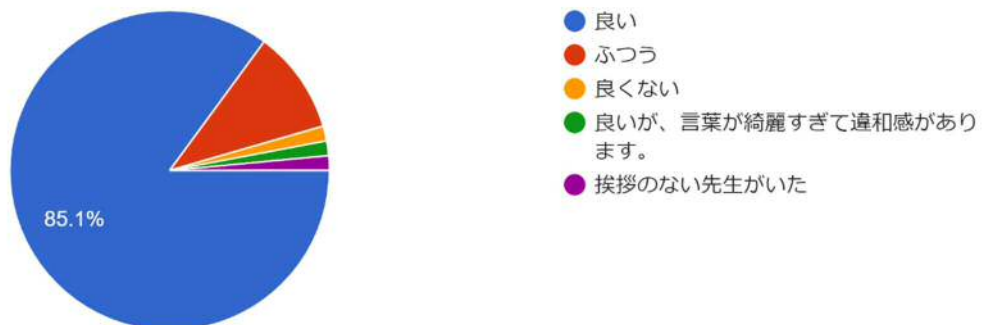 良い
ふつう
良くない
良いが、言葉が綺麗すぎて違和感があり
ます。
挨拶のない先生がいた
85.1%